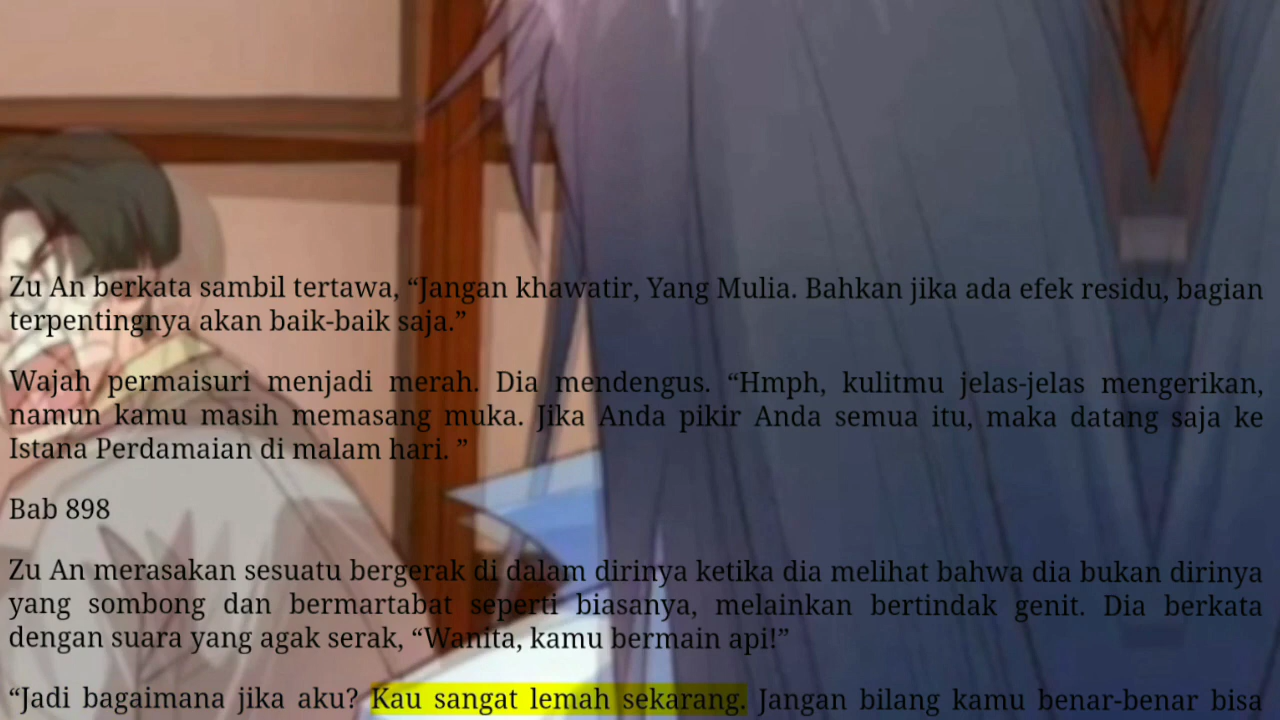 Zu An berkata sambil tertawa, “Jangan khawatir, Yang Mulia. Bahkan jika ada efek residu, bagian
terpentingnya akan baik-baik saja.”
Wajah permaisuri menjadi merah. Dia mendengus. “Hmph, kulitmu jelas-jelas mengerikan,
namun kamu masih memasang muka. Jika Anda pikir Anda semua itu, maka datang saja ke
Istana Perdamaian di malam hari. ”
Bab 898
Zu An merasakan sesuatu bergerak di dalam dirinya ketika dia melihat bahwa dia bukan dirinya
yang sombong dan bermartabat seperti biasanya, melainkan bertindak genit. Dia berkata
dengan suara yang agak serak, “Wanita, kamu bermain api!”
“Jadi bagaimana jika aku? Kau sangat lemah sekarang. Jangan bilang kamu benar-benar bisa